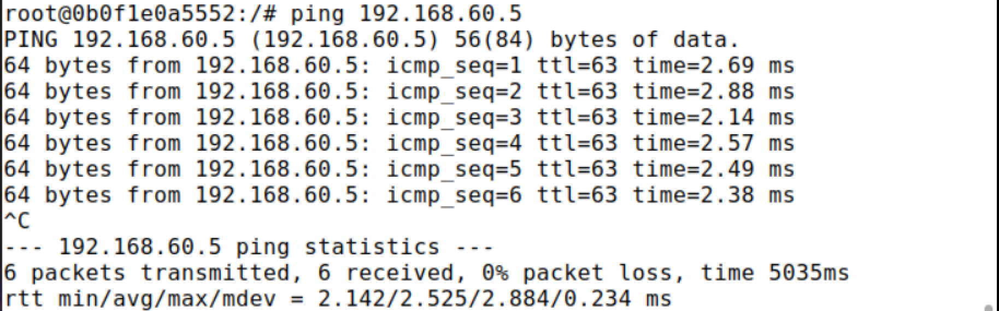 root@0b0f1e0a5552:/# ping 192.168.60.5
PING 192.168.60.5 (192.168.60.5) 56(84) bytes of data.
64 bytes from 192.168.60.5: icmp_seq=1 ttl=63 time=2.69 ms
64 bytes from 192.168.60.5: icmp_seq=2 ttl=63 time=2.88 ms
64 bytes from 192.168.60.5: icmp_seq=3 ttl=63 time=2.14 ms
64 bytes from 192.168.60.5: icmp_seq=4 ttl=63 time=2.57 ms
64 bytes from 192.168.60.5: icmp_seq=5 ttl=63 time=2.49 ms
64 bytes from 192.168.60.5: icmp_seq=6 ttl=63 time=2.38 ms
^C
--- 192.168.60.5 ping statistics ---
6 packets transmitted, 6 received, 0% packet loss, time 5035ms
rtt min/avg/max/mdev = 2.142/2.525/2.884/0.234 ms